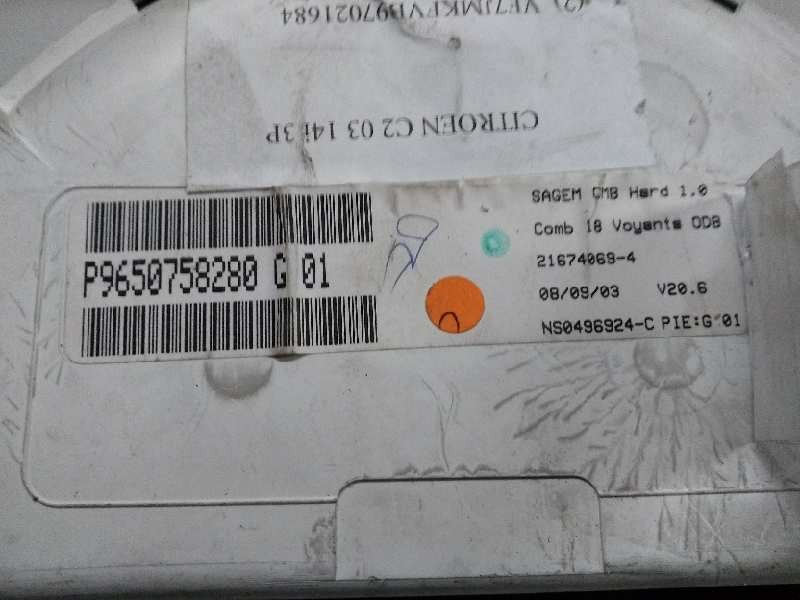 (2) VF7JMKFVB97021684
CITROEN C2 03 14i 3P
P9650758280 G 01
SAGEM CMB Hard 1.0
Comb 18 Voyants ODB
21674069-4
08/09/03 V20.6
NS0496924-C PIE:G 01